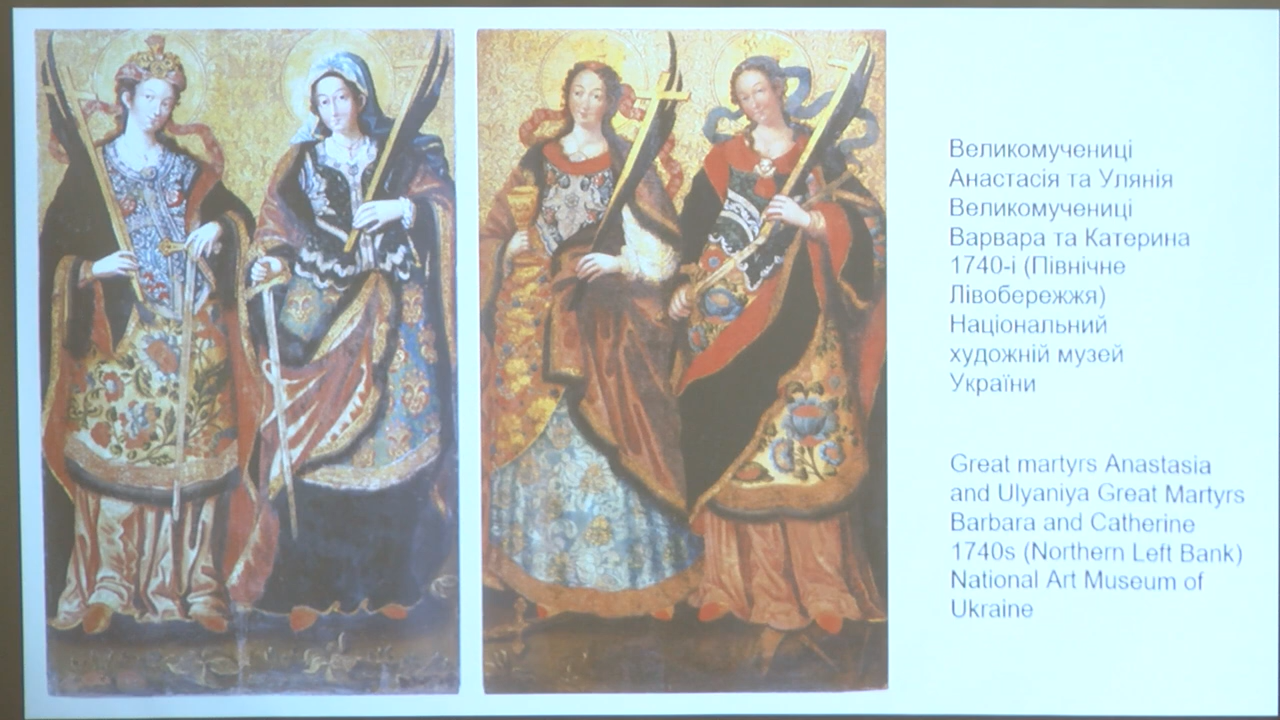 Великомучениці
Анастасія та Улянія
Великомучениці
Варвара та Катерина
1740-і (Північне
Лівобережжя)
Національний
художній музей
України
Great martyrs Anastasia
and Ulyaniya Great Martyrs
Barbara and Catherine
1740s (Northern Left Bank)
National Art Museum of
Ukraine